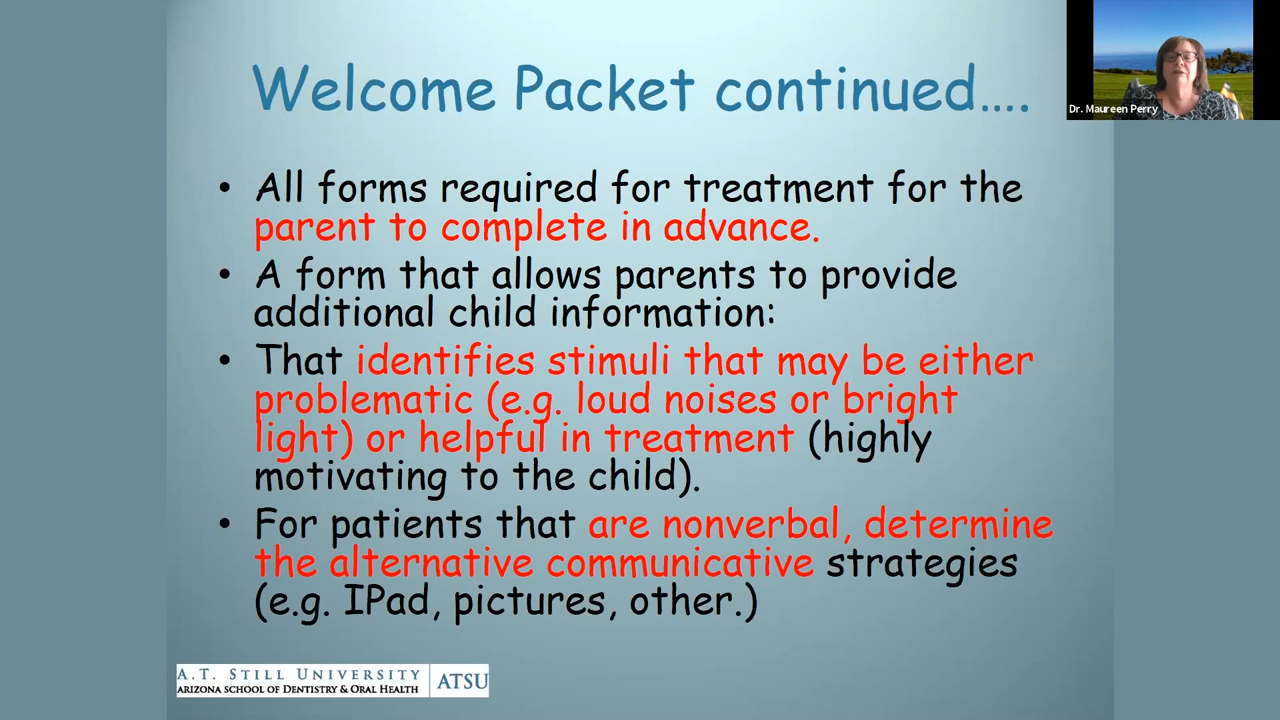 Welcome Packet continued....
Dr. Maureen Perry
• All forms required for treatment for the
parent to complete in advance.
• A form that allows parents to provide
additional child information:
• That identifies stimuli that may be either
problematic (e.g. loud noises or bright
light) or helpful in treatment (highly
motivating to the child).
• For patients that are nonverbal, determine
the alternative communicative strategies
(e.g. IPad, pictures, other.)
A.T. STILL UNIVERSITY
ARIZONA SCHOOL OF DENTISTRY & ORAL HEALTH
ATSU